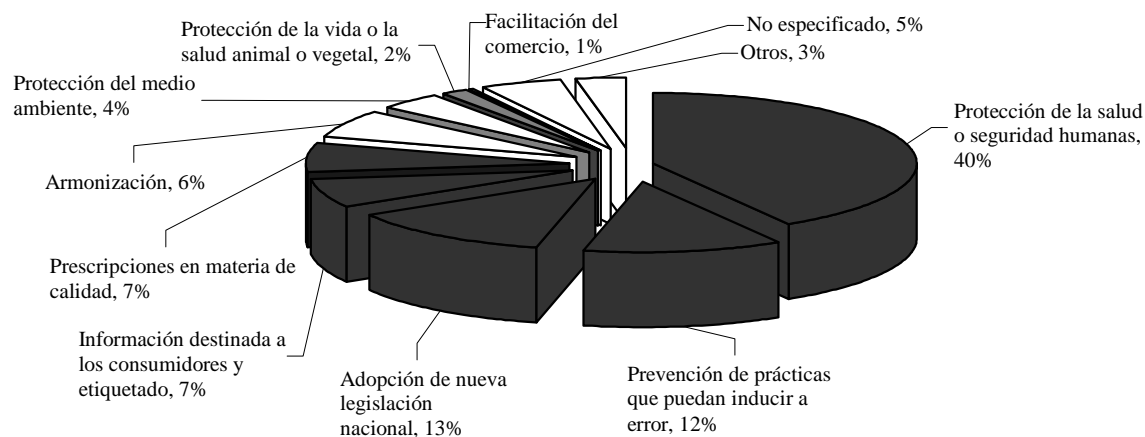 Protección de la vida o la
salud animal o vegetal, 2%
Facilitación del
comercio, 1%
No especificado, 5%
Otros, 3%
Protección del medio
ambiente, 4%
Protección de la salud
o seguridad humanas,
40%
Armonización, 6%
Prescripciones en materia de
calidad, 7%
Información destinada a
los consumidores y
etiquetado, 7%
Adopción de nueva
legislación
nacional, 13%
Prevención de prácticas
que puedan inducir a
error, 12%